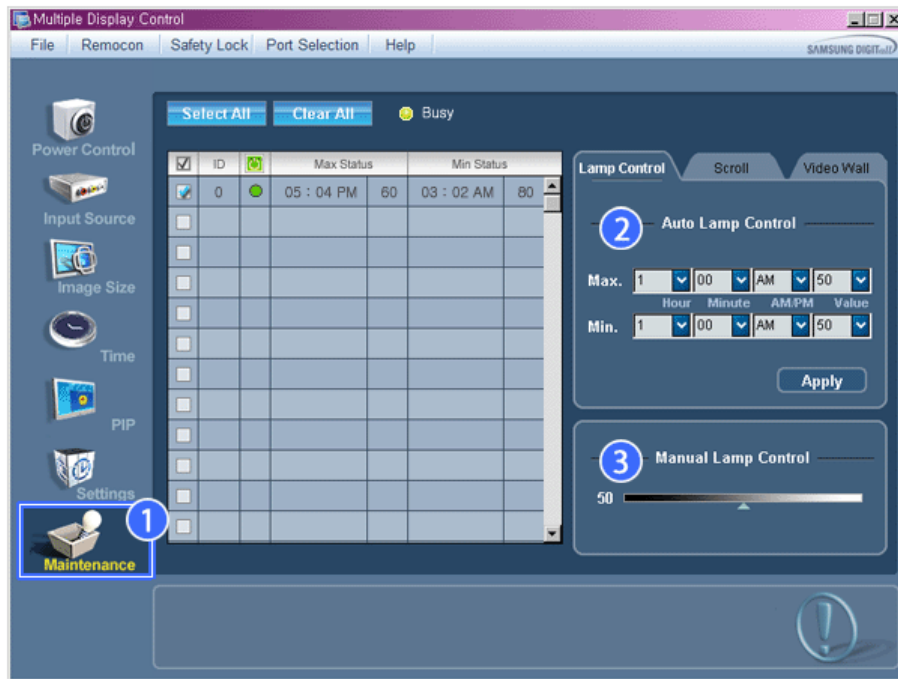 Multiple Display Control
File Remocon Safety Lock Port Selection Help
SAMSUNG DIGITall
Select All Clear All Busy
Power Control
Input Source
Image Size
Time
PIP
Settings
1
Maintenance
ID Max Status Min Status
0 05 : 04 PM 60 03 : 02 AM 80
Lamp Control Scroll Video Wall
2 Auto Lamp Control
Max. 1 00 AM 50
Hour Minute AM/PM Value
Min. 1 00 AM 50
Apply
3 Manual Lamp Control
50